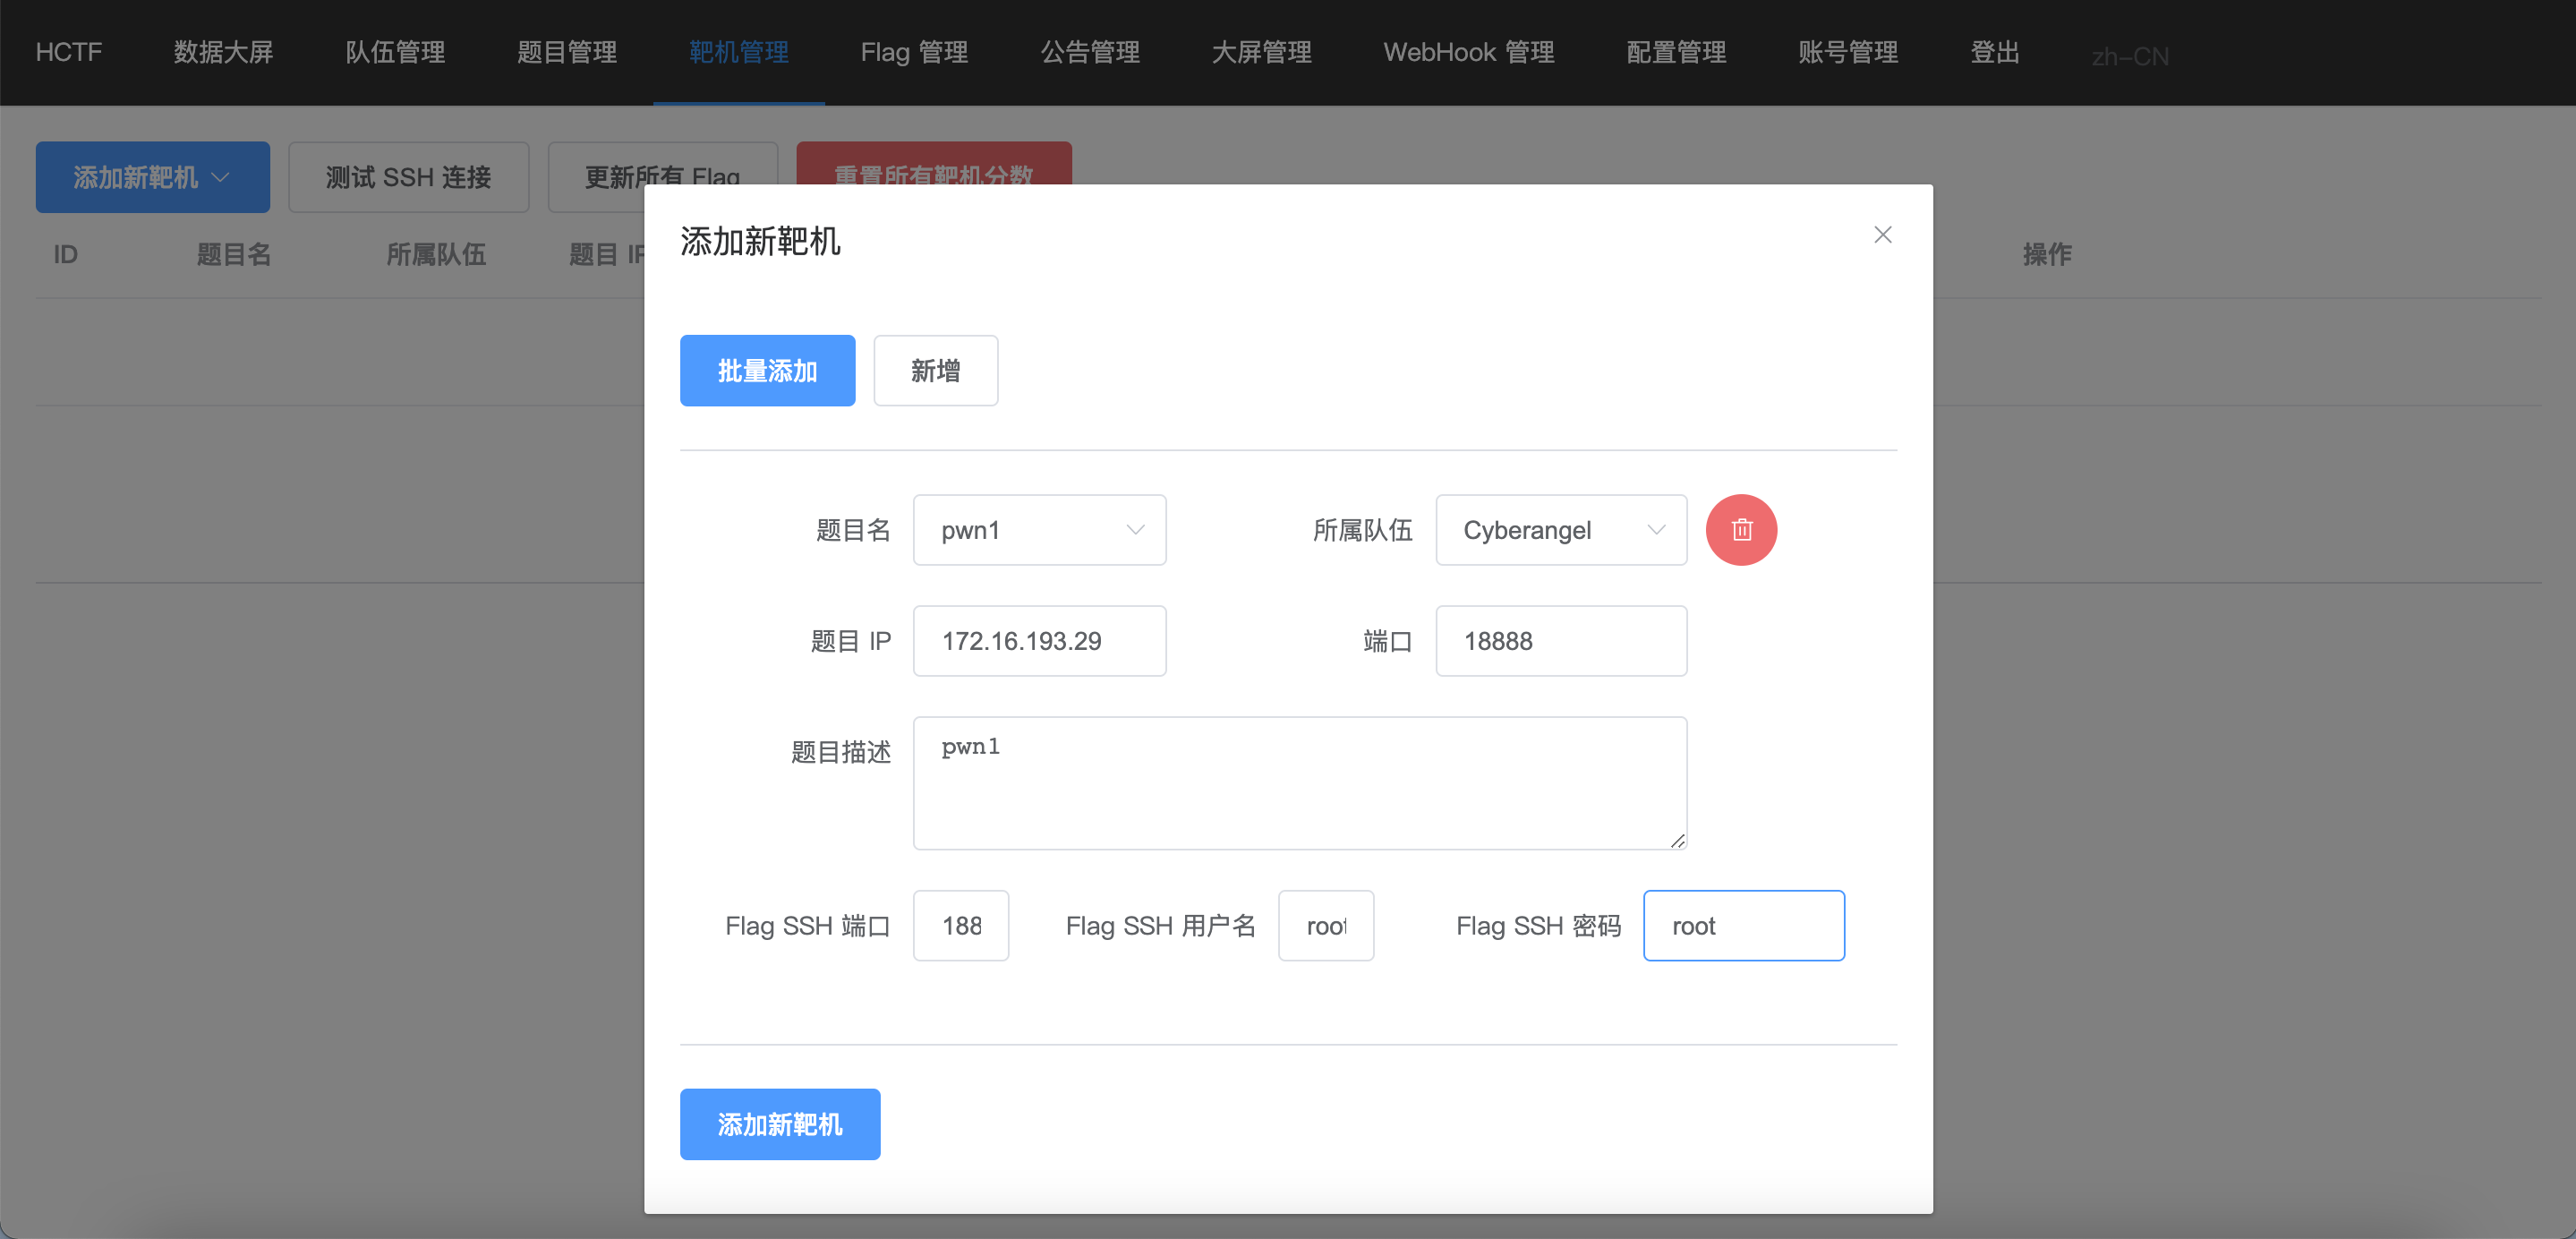 HCTF 数据大屏 队伍管理 题目管理 靶机管理 Flag 管理 公告管理 大屏管理 WebHook 管理 配置管理 账号管理 登出 zh-CN
添加新靶机 测试 SSH 连接 更新所有 Flag 重置所有靶机分数
ID 题目名 所属队伍 题目 IP 操作
添加新靶机
批量添加 新增
题目名 pwn1 所属队伍 Cyberangel
题目 IP 172.16.193.29 端口 18888
题目描述 pwn1
Flag SSH 端口 188 Flag SSH 用户名 root Flag SSH 密码 root
添加新靶机